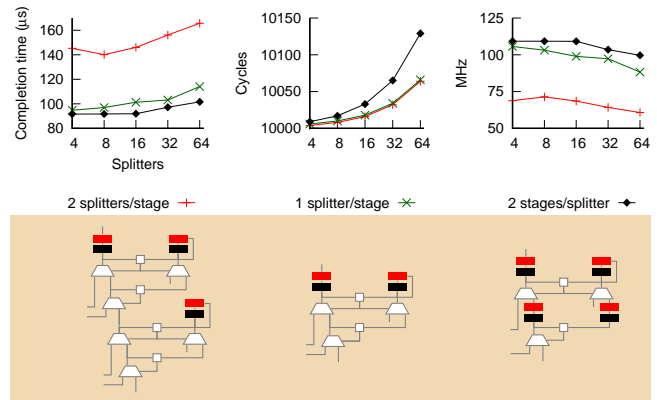 Completion time (µs)
160
140
120
100
80
4 8 16 32 64
Splitters
Cycles
10150
10100
10050
10000
4 8 16 32 64
MHz
125
100
75
50
4 8 16 32 64
2 splitters/stage
1 splitter/stage
2 stages/splitter